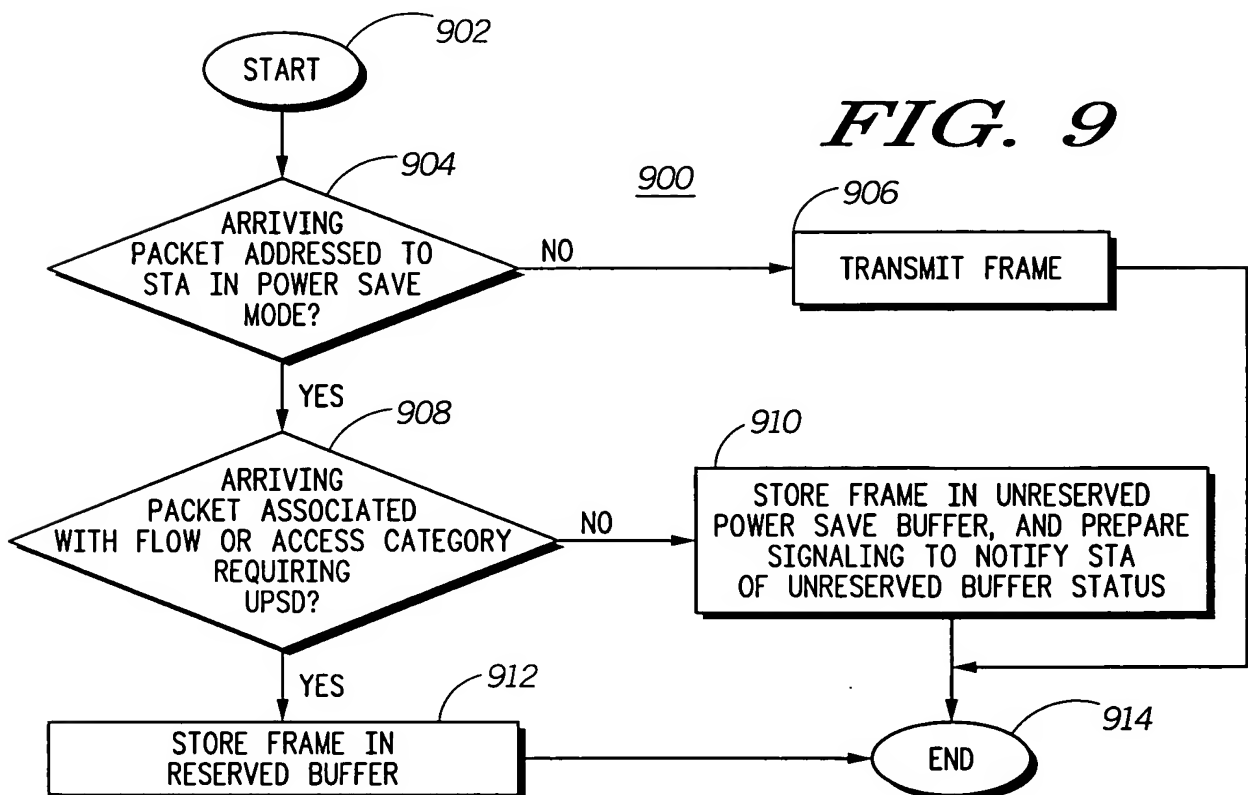 902
START
FIG. 9
904
900
906
ARRIVING
PACKET ADDRESSED TO
STA IN POWER SAVE
MODE?
NO
TRANSMIT FRAME
YES
908
910
ARRIVING
PACKET ASSOCIATED
WITH FLOW OR ACCESS CATEGORY
REQUIRING
UPSD?
NO
STORE FRAME IN UNRESERVED
POWER SAVE BUFFER, AND PREPARE
SIGNALING TO NOTIFY STA
OF UNRESERVED BUFFER STATUS
YES
912
STORE FRAME IN
RESERVED BUFFER
914
END